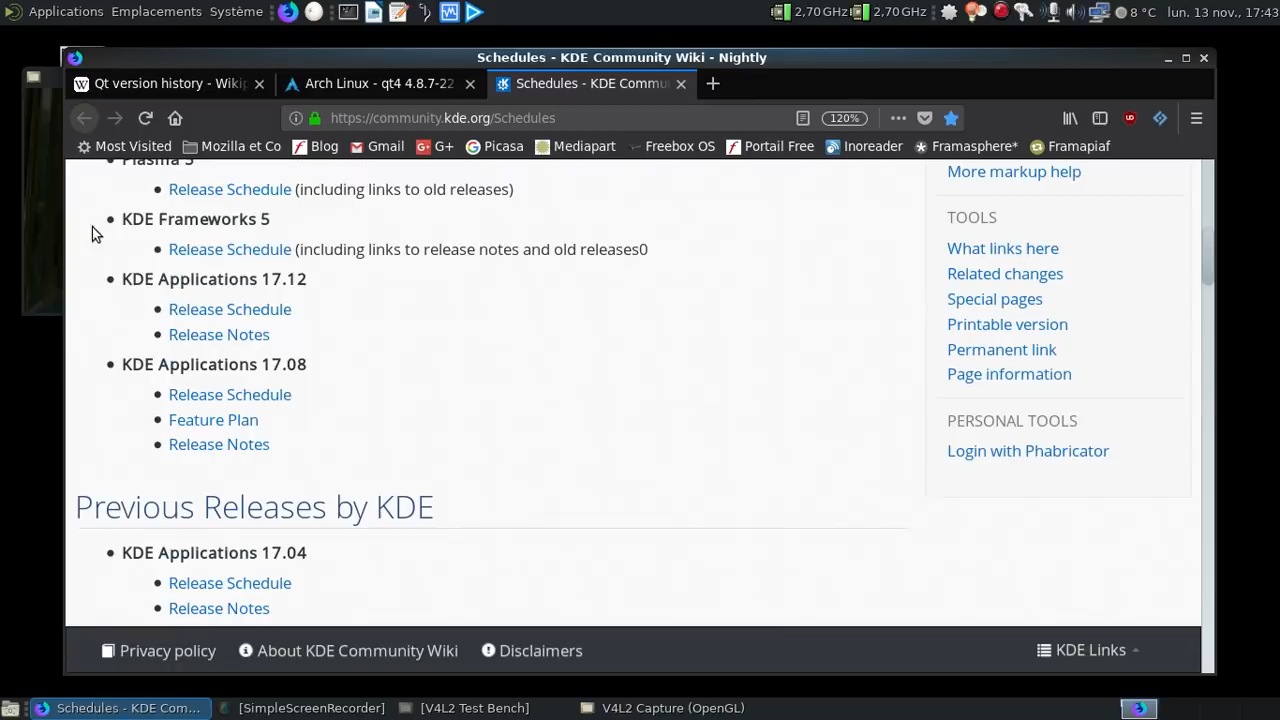 Applications Emplacements Système 2,70 GHz 2,70 GHz 8 °C lun. 13 nov., 17:43
Schedules - KDE Community Wiki - Nightly
Qt version history - Wikip Arch Linux - qt4 4.8.7-22 Schedules - KDE Commu
https://community.kde.org/Schedules 120%
Most Visited Mozilla et Co Blog Gmail G+ Picasa Mediapart Freebox OS Portail Free Inoreader Framasphere* Framapiaf
Plasma 5
Release Schedule (including links to old releases)
KDE Frameworks 5
Release Schedule (including links to release notes and old releases0
KDE Applications 17.12
Release Schedule
Release Notes
KDE Applications 17.08
Release Schedule
Feature Plan
Release Notes
Previous Releases by KDE
KDE Applications 17.04
Release Schedule
Release Notes
More markup help
TOOLS
What links here
Related changes
Special pages
Printable version
Permanent link
Page information
PERSONAL TOOLS
Login with Phabricator
Privacy policy About KDE Community Wiki Disclaimers KDE Links
Schedules - KDE Com... [SimpleScreenRecorder] [V4L2 Test Bench] V4L2 Capture (OpenGL)